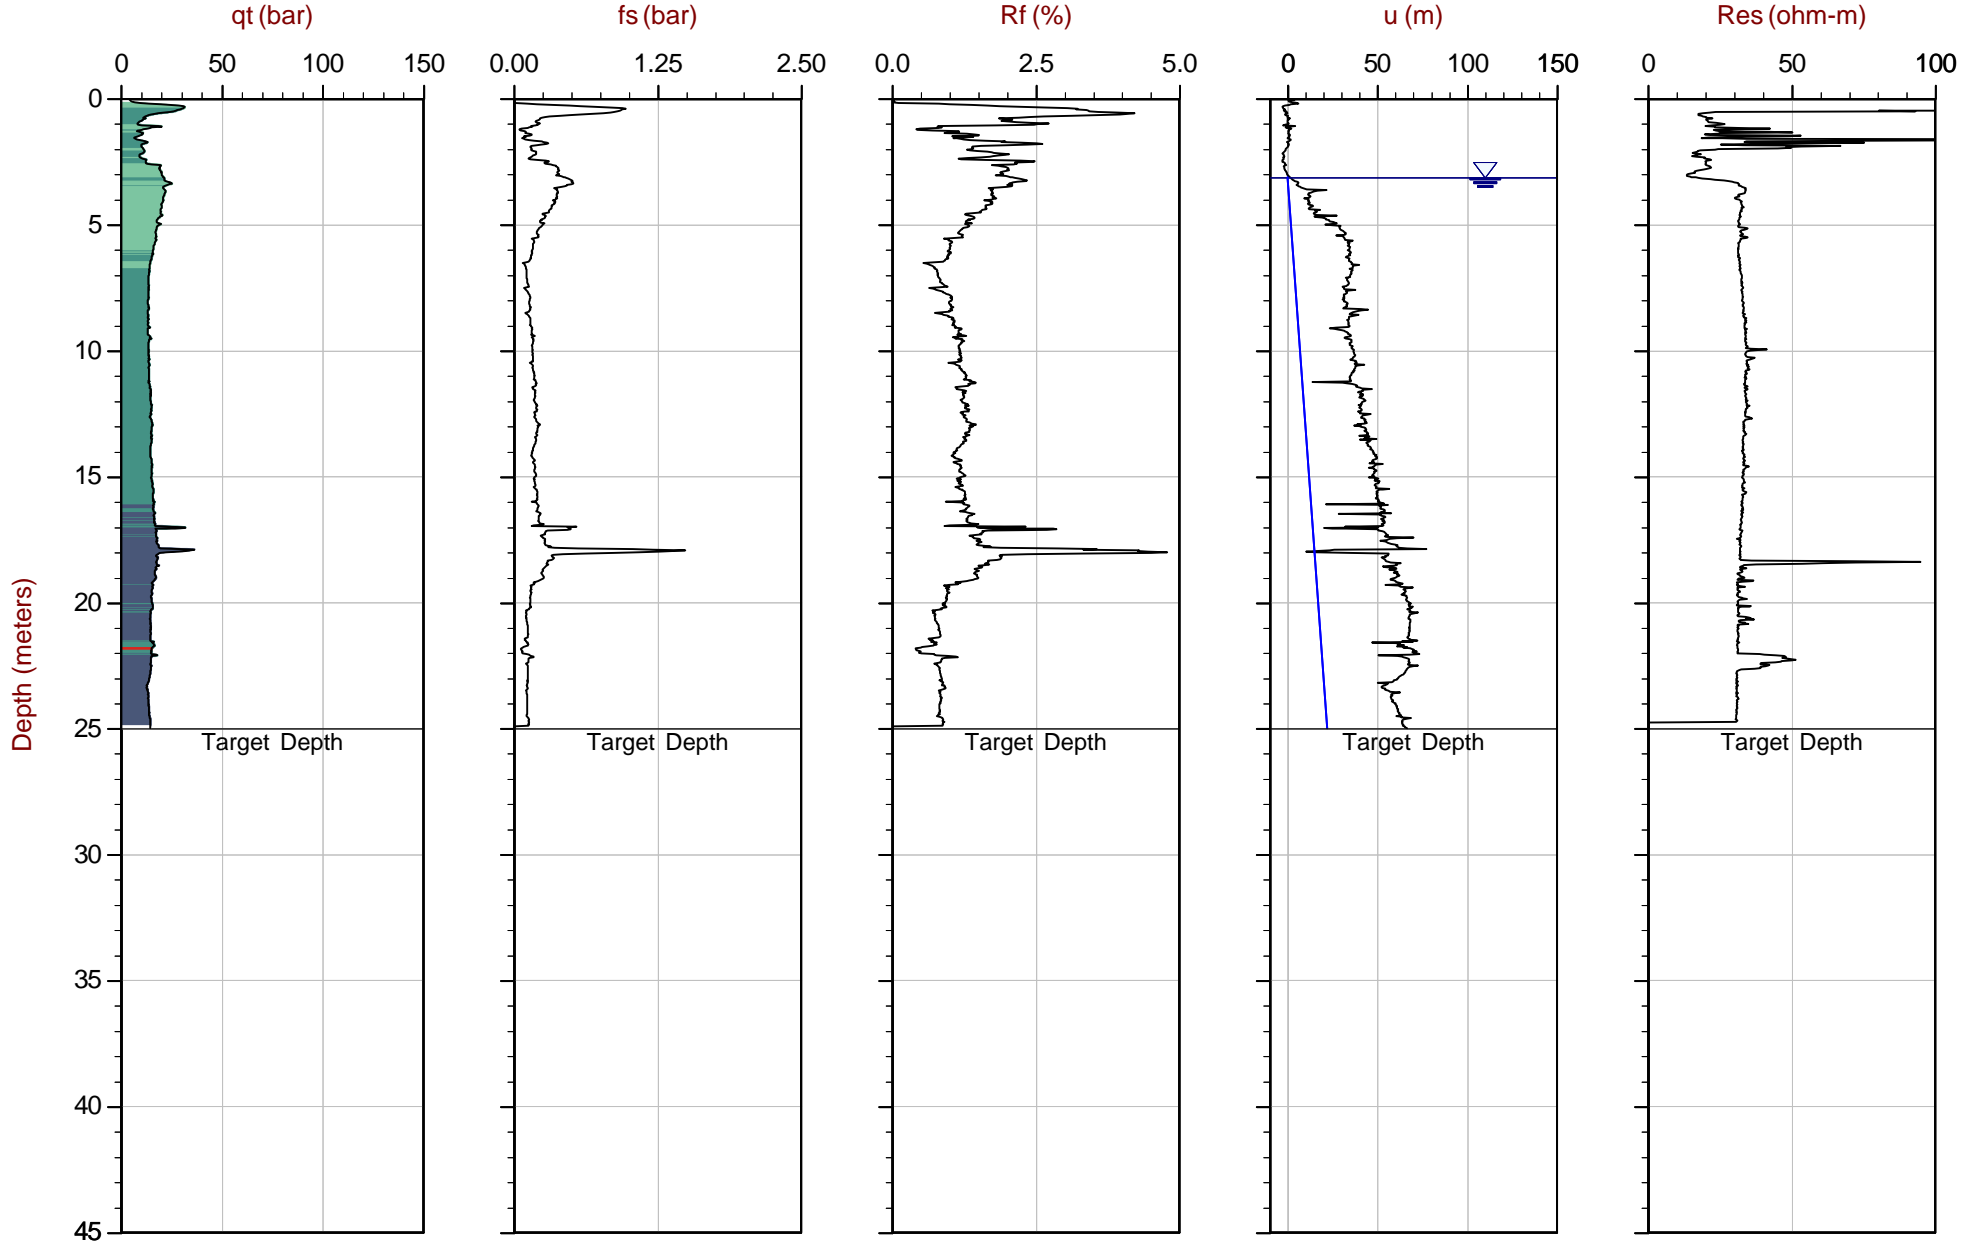 qt (bar) fs (bar) Rf (%) u (m) Res (ohm-m)
0 50 100 150 0.00 1.25 2.50 0.0 2.5 5.0 0 50 100 150 0 50 100
0
5
10
15
20
Depth (meters)
25
Target Depth Target Depth Target Depth Target Depth Target Depth
30
35
40
45